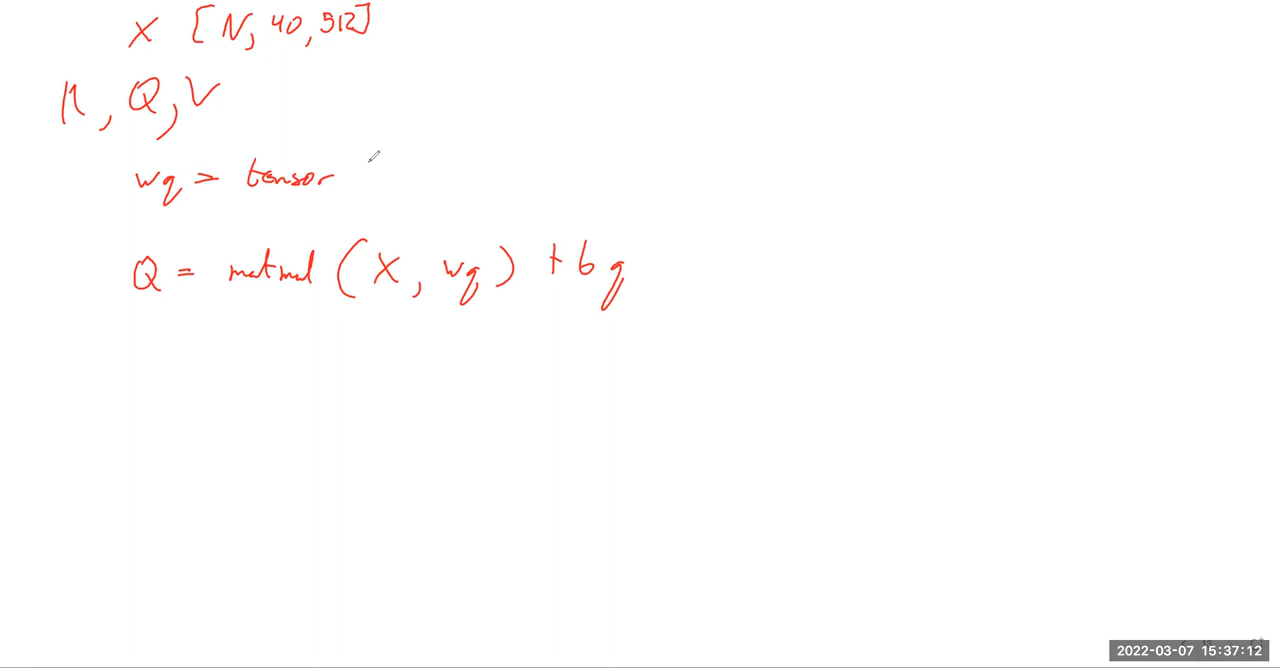 X [N, 40, 512]
K, Q, V
wq = tensor
Q = matmul (X, wq) + bq
2022-03-07 15:37:12